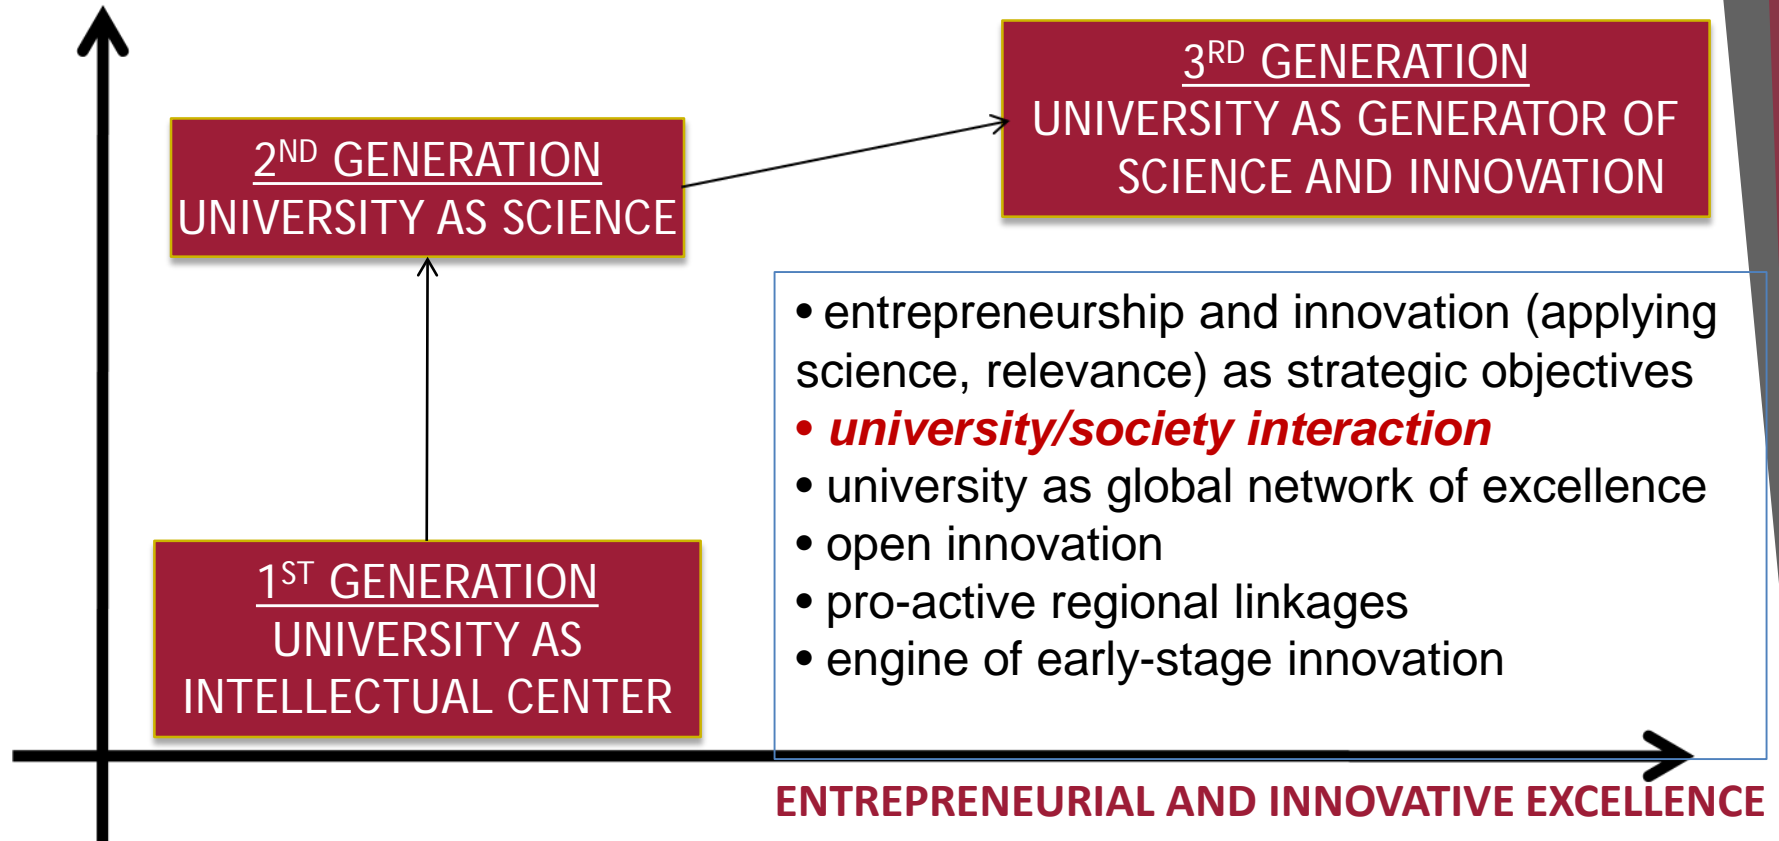 3RD GENERATION
UNIVERSITY AS GENERATOR OF
SCIENCE AND INNOVATION
2ND GENERATION
UNIVERSITY AS SCIENCE
• entrepreneurship and innovation (applying
science, relevance) as strategic objectives
• university/society interaction
• university as global network of excellence
• open innovation
• pro-active regional linkages
• engine of early-stage innovation
1ST GENERATION
UNIVERSITY AS
INTELLECTUAL CENTER
ENTREPRENEURIAL AND INNOVATIVE EXCELLENCE